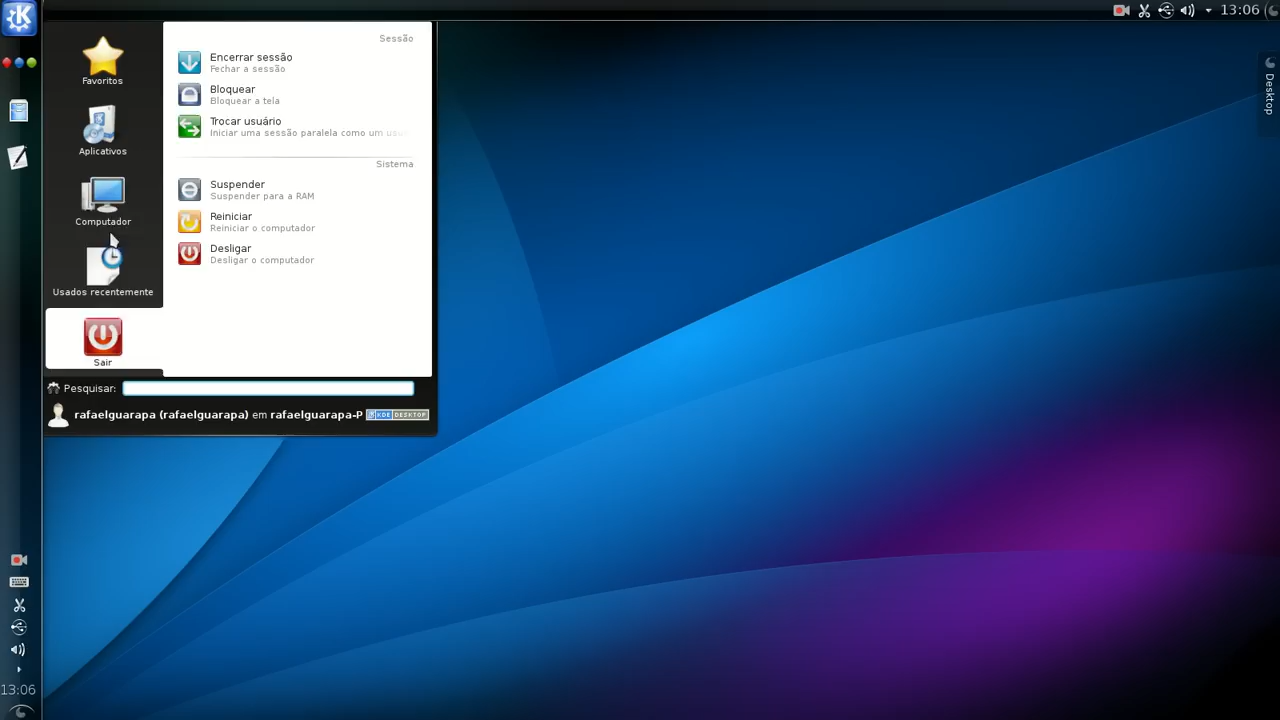 13:06
Desktop
Favoritos
Aplicativos
Computador
Usados recentemente
Sair
Sessão
Encerrar sessão
Fechar a sessão
Bloquear
Bloquear a tela
Trocar usuário
Iniciar uma sessão paralela como um usu
Sistema
Suspender
Suspender para a RAM
Reiniciar
Reiniciar o computador
Desligar
Desligar o computador
Pesquisar:
rafaelguarapa (rafaelguarapa) em rafaelguarapa-P
KDE DESKTOP
13:06